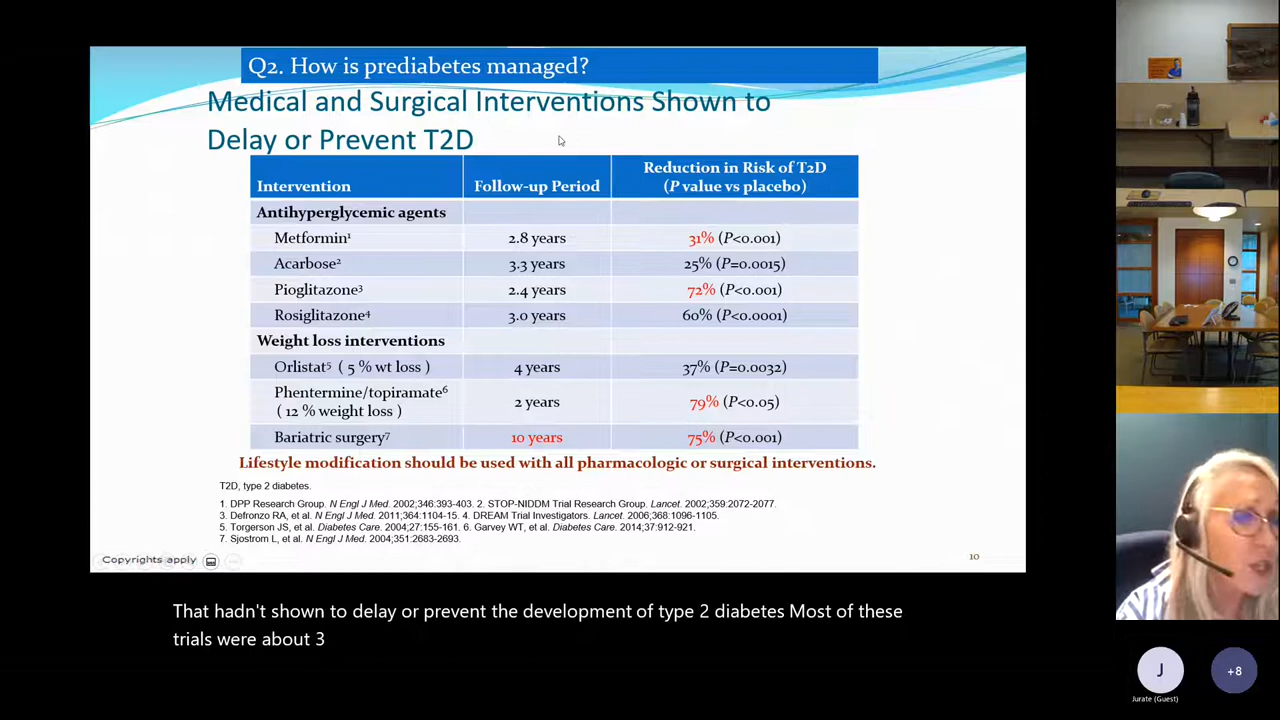 Q2. How is prediabetes managed?
Medical and Surgical Interventions Shown to
Delay or Prevent T2D
Intervention Follow-up Period Reduction in Risk of T2D (P value vs placebo)
Antihyperglycemic agents
Metformin¹ 2.8 years 31% (P<0.001)
Acarbose² 3.3 years 25% (P=0.0015)
Pioglitazone³ 2.4 years 72% (P<0.001)
Rosiglitazone⁴ 3.0 years 60% (P<0.0001)
Weight loss interventions
Orlistat⁵ ( 5 % wt loss ) 4 years 37% (P=0.0032)
Phentermine/topiramate⁶ ( 12 % weight loss ) 2 years 79% (P<0.05)
Bariatric surgery⁷ 10 years 75% (P<0.001)
Lifestyle modification should be used with all pharmacologic or surgical interventions.
T2D, type 2 diabetes.
1. DPP Research Group. N Engl J Med. 2002;346:393-403. 2. STOP-NIDDM Trial Research Group. Lancet. 2002;359:2072-2077.
3. Defronzo RA, et al. N Engl J Med. 2011;364:1104-15. 4. DREAM Trial Investigators. Lancet. 2006;368:1096-1105.
5. Torgerson JS, et al. Diabetes Care. 2004;27:155-161. 6. Garvey WT, et al. Diabetes Care. 2014;37:912-921.
7. Sjostrom L, et al. N Engl J Med. 2004;351:2683-2693.
Copyrights apply
10
That hadn't shown to delay or prevent the development of type 2 diabetes Most of these
trials were about 3
J
+8
Jurate (Guest)